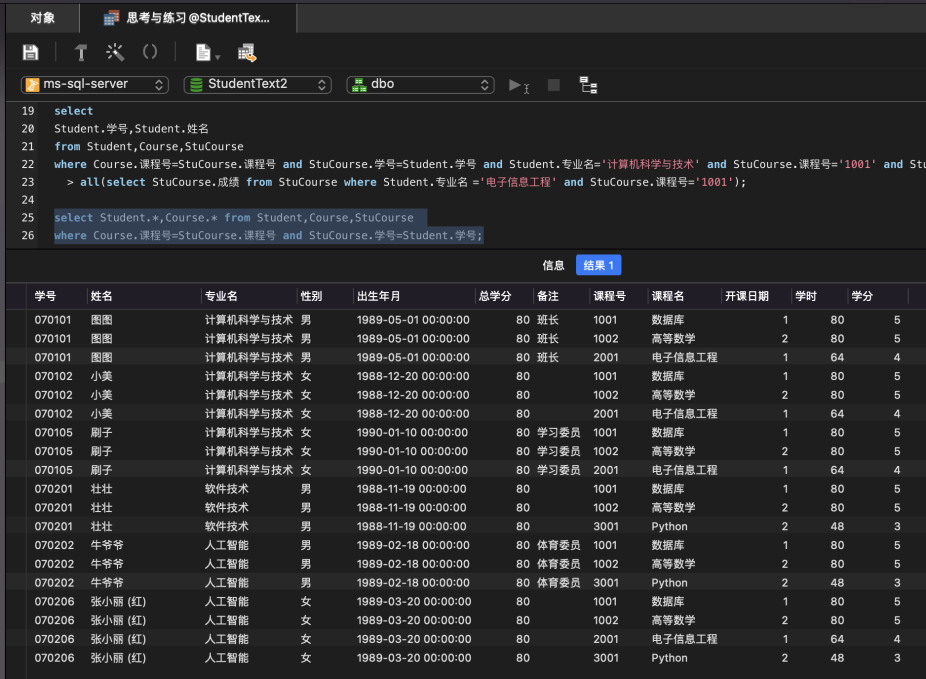 对象 思考与练习 @StudentTex...
ms-sql-server StudentText2 dbo
19 select
20 Student.学号,Student.姓名
21 from Student,Course,StuCourse
22 where Course.课程号=StuCourse.课程号 and StuCourse.学号=Student.学号 and Student.专业名='计算机科学与技术' and StuCourse.课程号='1001' and Stu
23 > all(select StuCourse.成绩 from StuCourse where Student.专业名 ='电子信息工程' and StuCourse.课程号='1001');
24
25 select Student.*,Course.* from Student,Course,StuCourse
26 where Course.课程号=StuCourse.课程号 and StuCourse.学号=Student.学号;
信息 结果 1
学号 姓名 专业名 性别 出生年月 总学分 备注 课程号 课程名 开课日期 学时 学分
070101 图图 计算机科学与技术 男 1989-05-01 00:00:00 80 班长 1001 数据库 1 80 5
070101 图图 计算机科学与技术 男 1989-05-01 00:00:00 80 班长 1002 高等数学 2 80 5
070101 图图 计算机科学与技术 男 1989-05-01 00:00:00 80 班长 2001 电子信息工程 1 64 4
070102 小美 计算机科学与技术 女 1988-12-20 00:00:00 80 1001 数据库 1 80 5
070102 小美 计算机科学与技术 女 1988-12-20 00:00:00 80 1002 高等数学 2 80 5
070102 小美 计算机科学与技术 女 1988-12-20 00:00:00 80 2001 电子信息工程 1 64 4
070105 刷子 计算机科学与技术 女 1990-01-10 00:00:00 80 学习委员 1001 数据库 1 80 5
070105 刷子 计算机科学与技术 女 1990-01-10 00:00:00 80 学习委员 1002 高等数学 2 80 5
070105 刷子 计算机科学与技术 女 1990-01-10 00:00:00 80 学习委员 2001 电子信息工程 1 64 4
070201 壮壮 软件技术 男 1988-11-19 00:00:00 80 1001 数据库 1 80 5
070201 壮壮 软件技术 男 1988-11-19 00:00:00 80 1002 高等数学 2 80 5
070201 壮壮 软件技术 男 1988-11-19 00:00:00 80 3001 Python 2 48 3
070202 牛爷爷 人工智能 男 1989-02-18 00:00:00 80 体育委员 1001 数据库 1 80 5
070202 牛爷爷 人工智能 男 1989-02-18 00:00:00 80 体育委员 1002 高等数学 2 80 5
070202 牛爷爷 人工智能 男 1989-02-18 00:00:00 80 体育委员 3001 Python 2 48 3
070206 张小丽 (红) 人工智能 女 1989-03-20 00:00:00 80 1001 数据库 1 80 5
070206 张小丽 (红) 人工智能 女 1989-03-20 00:00:00 80 1002 高等数学 2 80 5
070206 张小丽 (红) 人工智能 女 1989-03-20 00:00:00 80 2001 电子信息工程 1 64 4
070206 张小丽 (红) 人工智能 女 1989-03-20 00:00:00 80 3001 Python 2 48 3